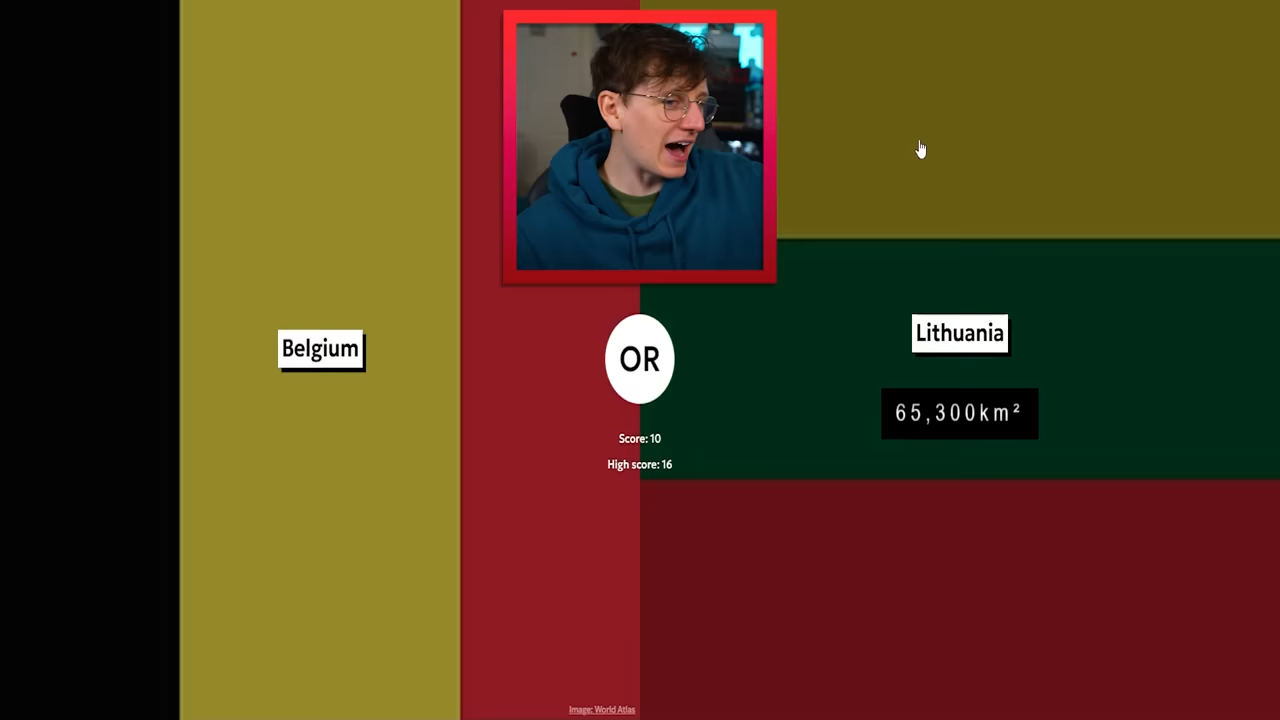 Belgium
OR
Lithuania
65,300km²
Score: 10
High score: 16
Image: World Atlas